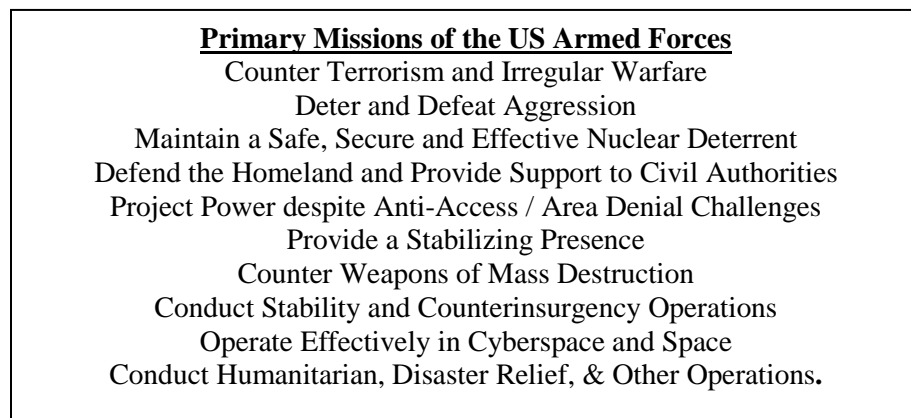 Primary Missions of the US Armed Forces
Counter Terrorism and Irregular Warfare
Deter and Defeat Aggression
Maintain a Safe, Secure and Effective Nuclear Deterrent
Defend the Homeland and Provide Support to Civil Authorities
Project Power despite Anti-Access / Area Denial Challenges
Provide a Stabilizing Presence
Counter Weapons of Mass Destruction
Conduct Stability and Counterinsurgency Operations
Operate Effectively in Cyberspace and Space
Conduct Humanitarian, Disaster Relief, & Other Operations.